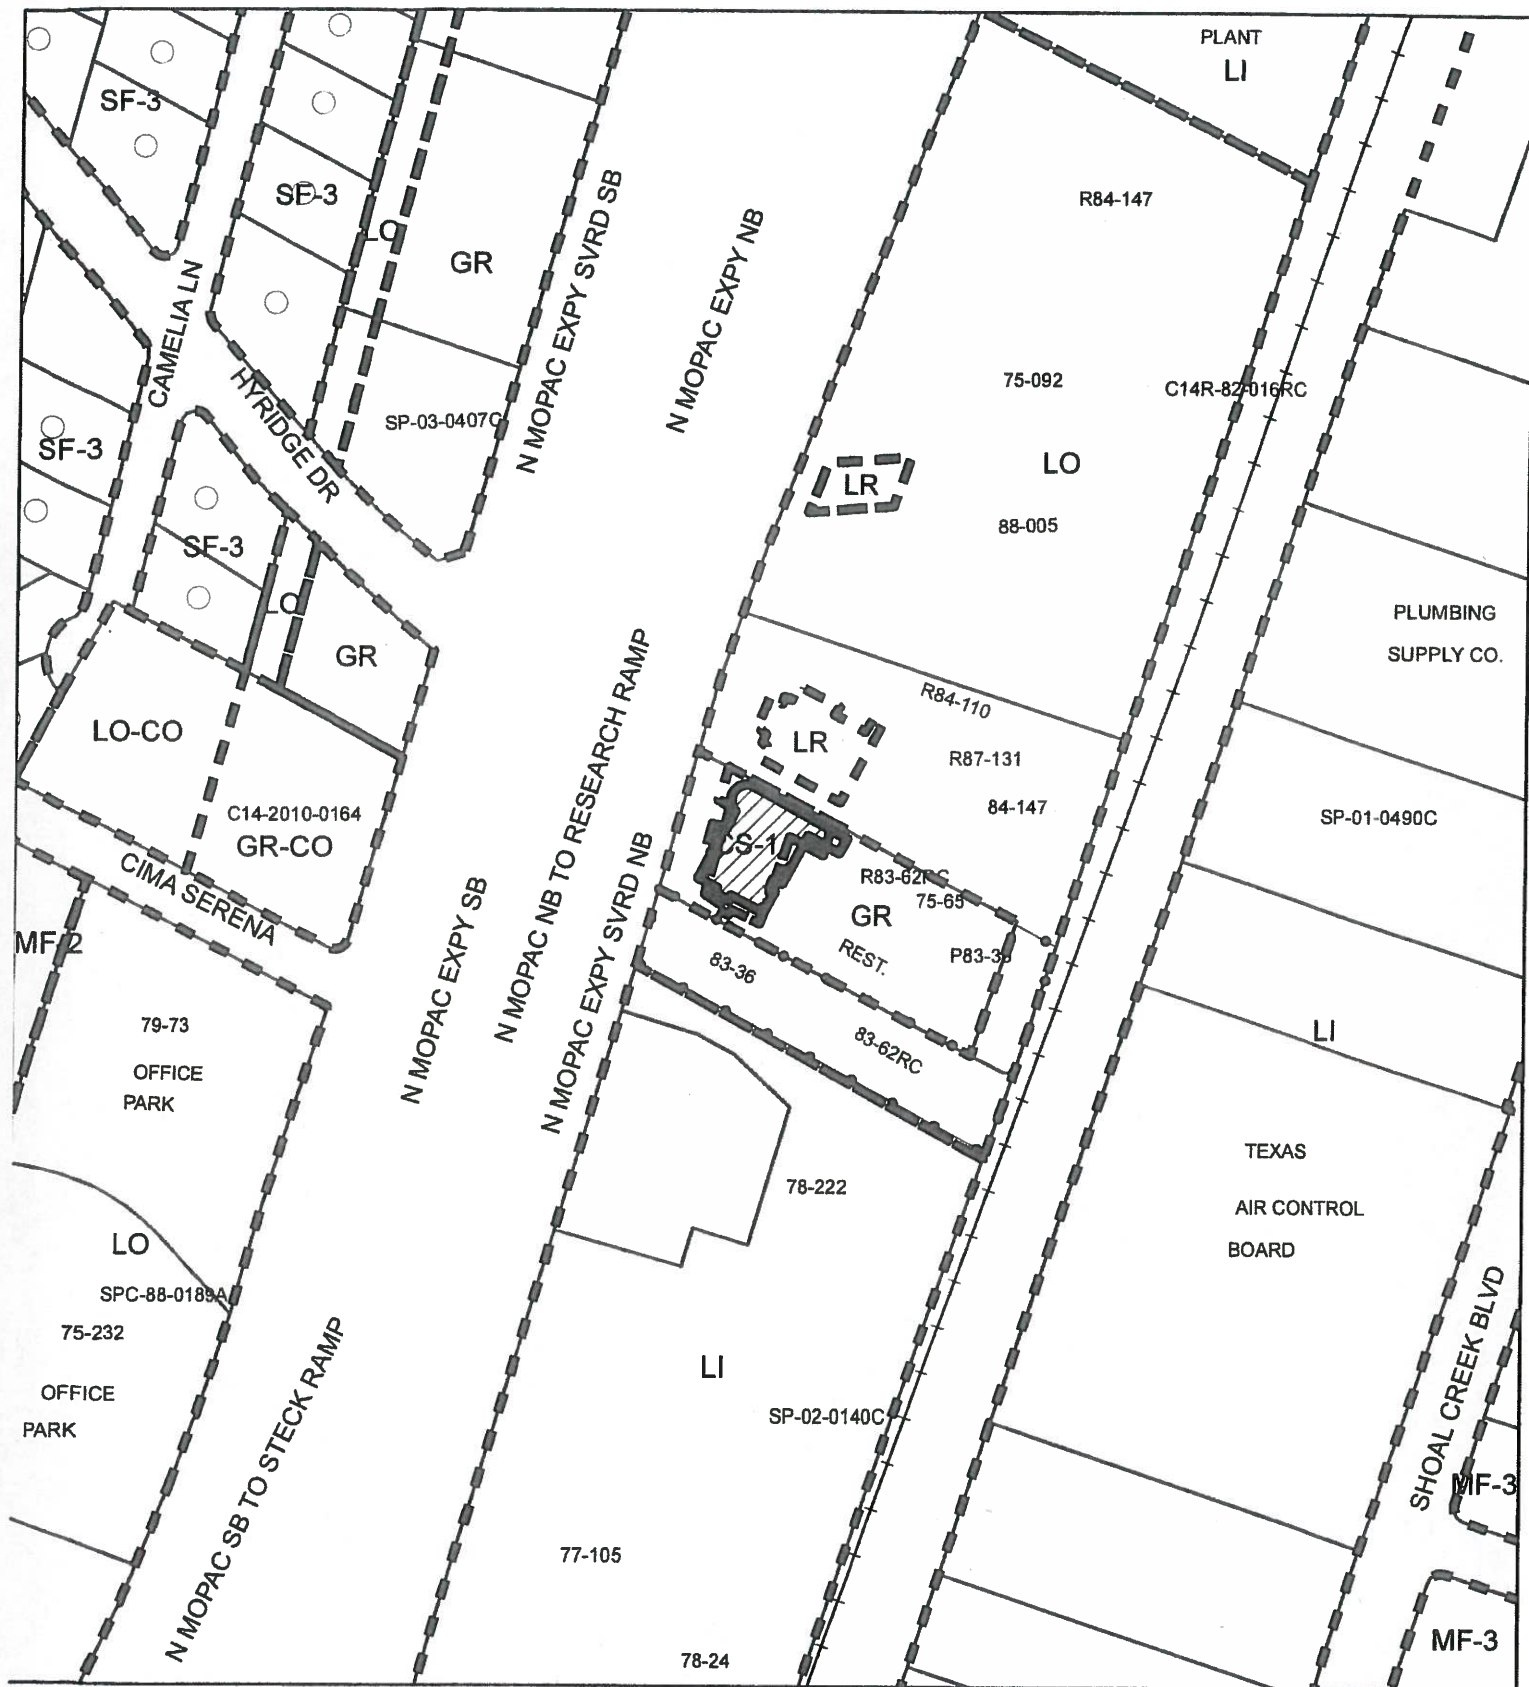 PLANT
LI
SF-3
R84-147
SF-3
LO
GR
N MOPAC EXPY SVRD SB
N MOPAC EXPY NB
CAMELIA LN
HYRIDGE DR
75-092
C14R-82-016RC
SP-03-0407C
SF-3
LO
LR
88-005
SF-3
LO
GR
PLUMBING
SUPPLY CO.
R84-110
LO-CO
LR
R87-131
84-147
C14-2010-0164
GR-CO
SP-01-0490C
CS-1
N MOPAC NB TO RESEARCH RAMP
CIMA SERENA
R83-62RC
75-65
GR
REST.
MF-2
83-36
N MOPAC EXPY SB
N MOPAC EXPY SVRD NB
79-73
83-62RC
LI
OFFICE
PARK
TEXAS
78-222
AIR CONTROL
BOARD
LO
SPC-88-0189A
75-232
LI
OFFICE
PARK
SP-02-0140C
SHOAL CREEK BLVD
MF-3
N MOPAC SB TO STECK RAMP
77-105
MF-3
78-24